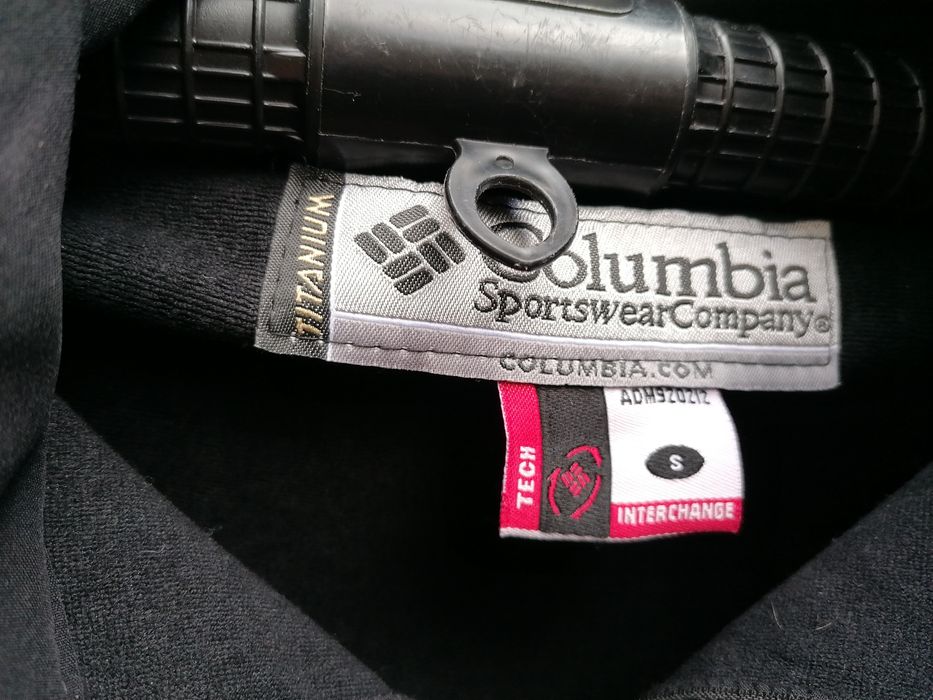 TITANIUM
Columbia
SportswearCompany®
COLUMBIA.COM
ADM920212
TECH
S
INTERCHANGE